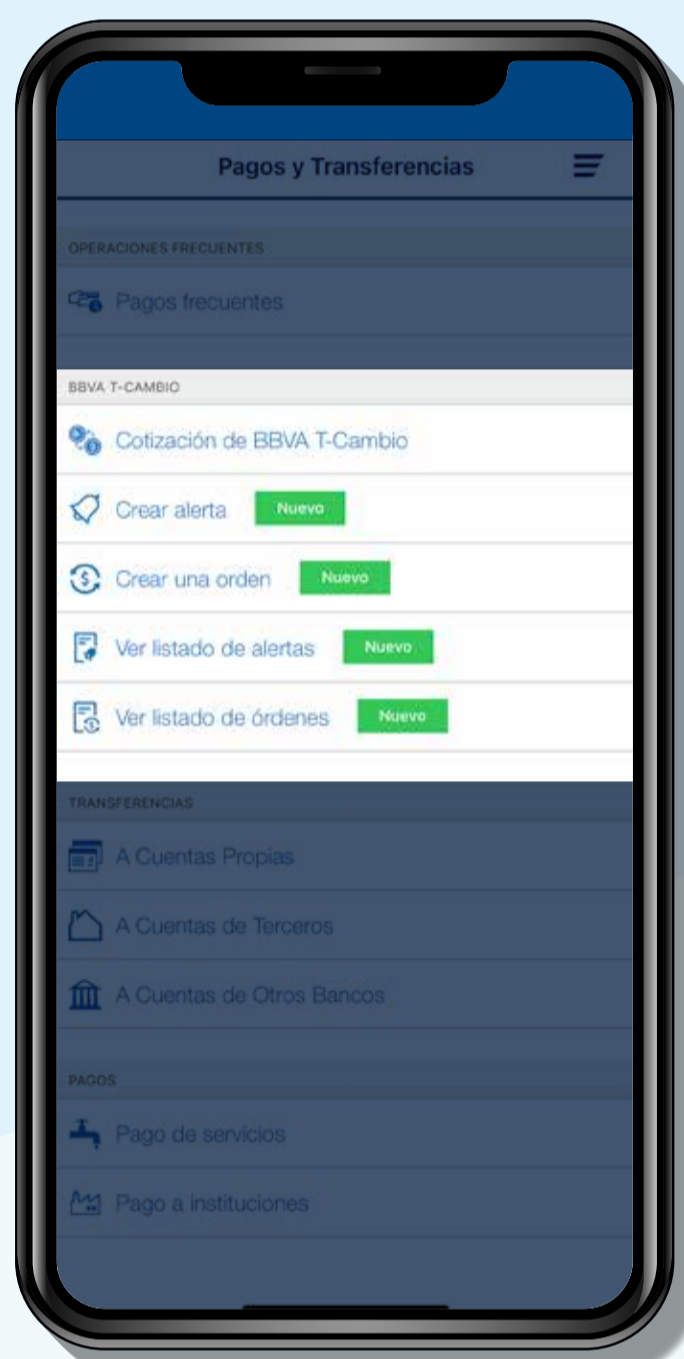 Pagos y Transferencias
OPERACIONES FRECUENTES
Pagos frecuentes
BBVA T-CAMBIO
Cotización de BBVA T-Cambio
Crear alerta Nuevo
Crear una orden Nuevo
Ver listado de alertas Nuevo
Ver listado de órdenes Nuevo
TRANSFERENCIAS
A Cuentas Propias
A Cuentas de Terceros
A Cuentas de Otros Bancos
PAGOS
Pago de servicios
Pago a instituciones